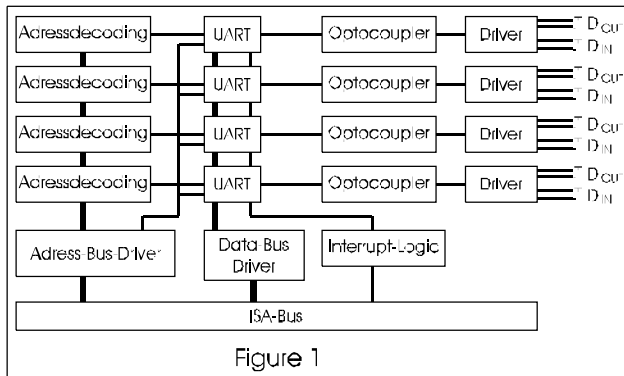 Adressdecoding UART Optocoupler Driver D OUT
D IN
Adressdecoding UART Optocoupler Driver D OUT
D IN
Adressdecoding UART Optocoupler Driver D OUT
D IN
Adressdecoding UART Optocoupler Driver D OUT
D IN
Adress-Bus-Driver Data-Bus Driver Interrupt-Logic
ISA-Bus
Figure 1